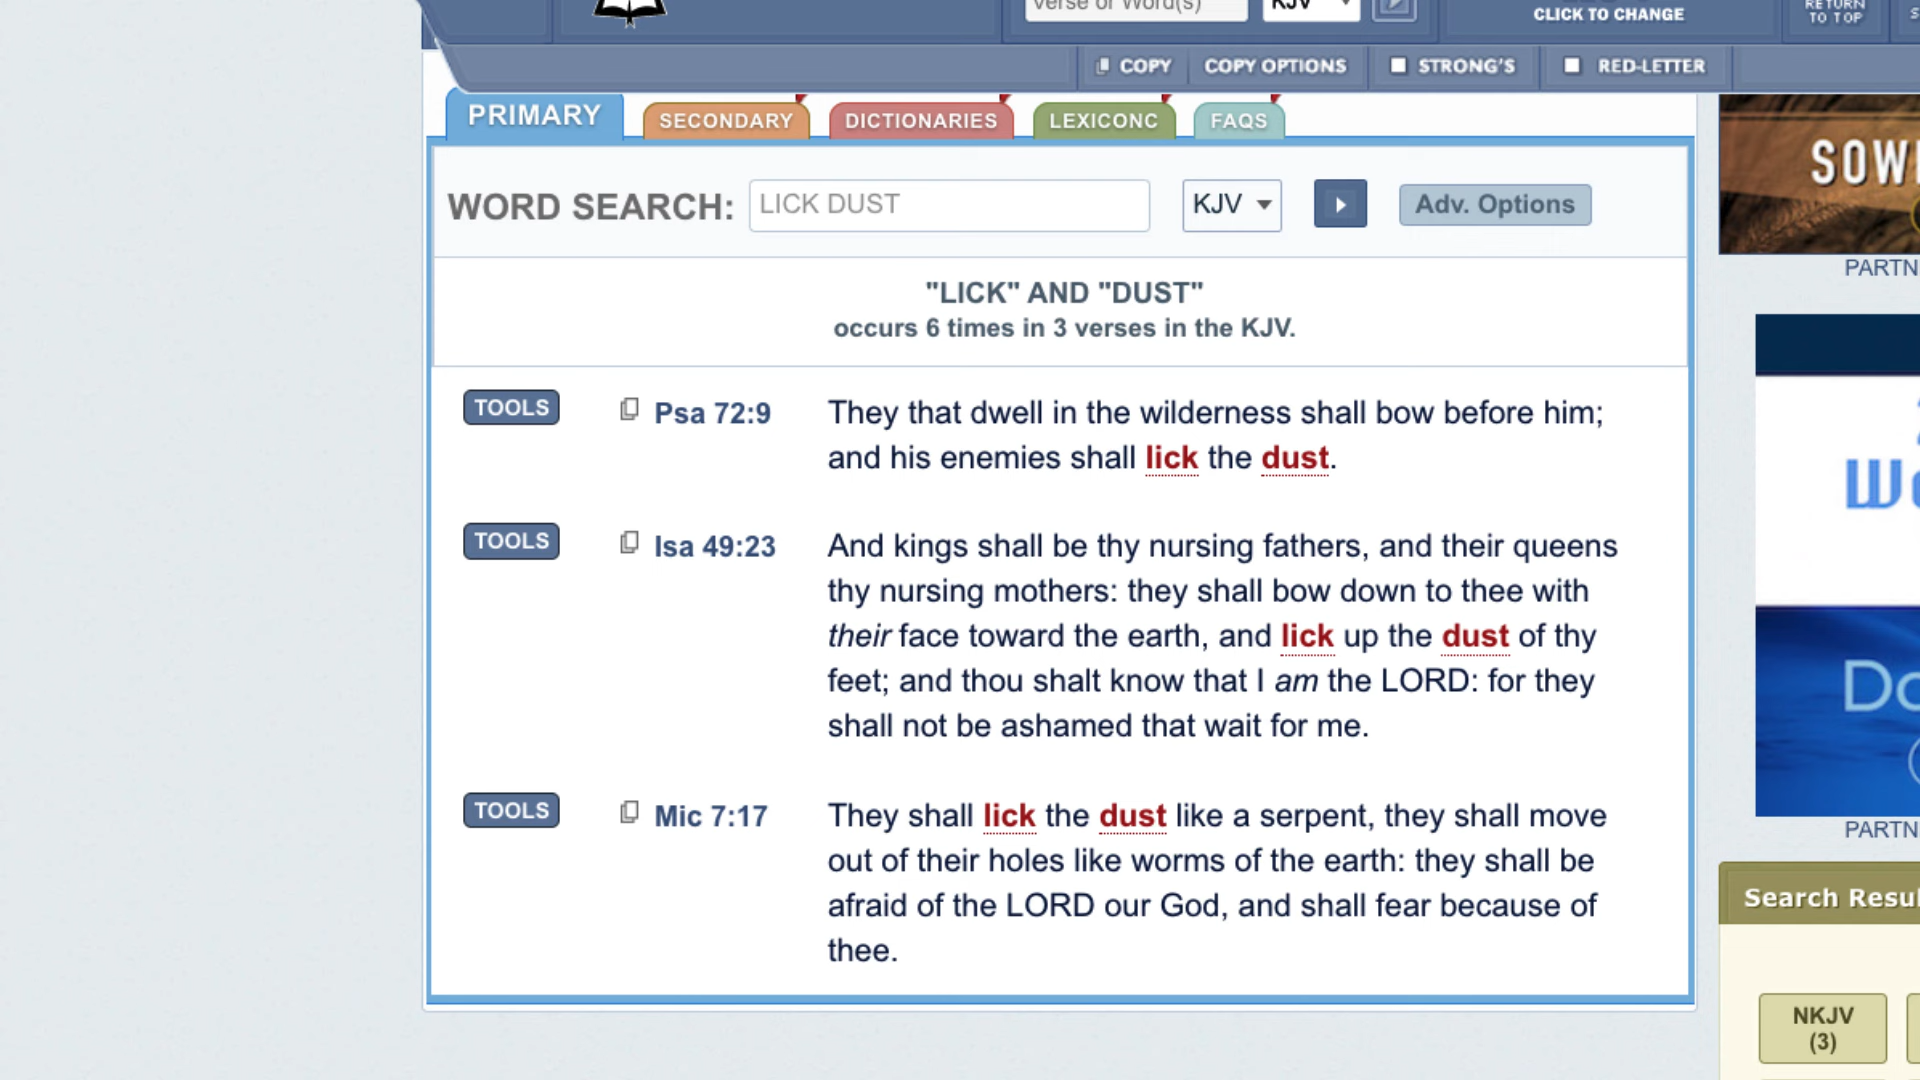 Verse or Word(s)
KJV
CLICK TO CHANGE
RETURN
TO TOP
COPY
COPY OPTIONS
STRONG'S
RED-LETTER
PRIMARY
SECONDARY
DICTIONARIES
LEXICONC
FAQS
WORD SEARCH:
LICK DUST
KJV
Adv. Options
"LICK" AND "DUST"
occurs 6 times in 3 verses in the KJV.
TOOLS
Psa 72:9
They that dwell in the wilderness shall bow before him;
and his enemies shall lick the dust.
TOOLS
Isa 49:23
And kings shall be thy nursing fathers, and their queens
thy nursing mothers: they shall bow down to thee with
their face toward the earth, and lick up the dust of thy
feet; and thou shalt know that I am the LORD: for they
shall not be ashamed that wait for me.
TOOLS
Mic 7:17
They shall lick the dust like a serpent, they shall move
out of their holes like worms of the earth: they shall be
afraid of the LORD our God, and shall fear because of
thee.
SOW
PARTN
Do
PARTN
Search Resul
NKJV
(3)